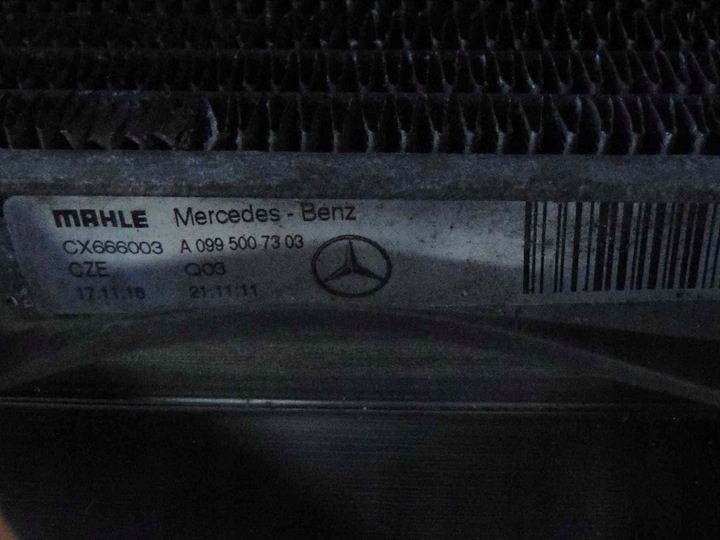 MAHLE Mercedes - Benz
CX666003 A 099 500 73 03
CZE Q03
17.11.16 21:11:11